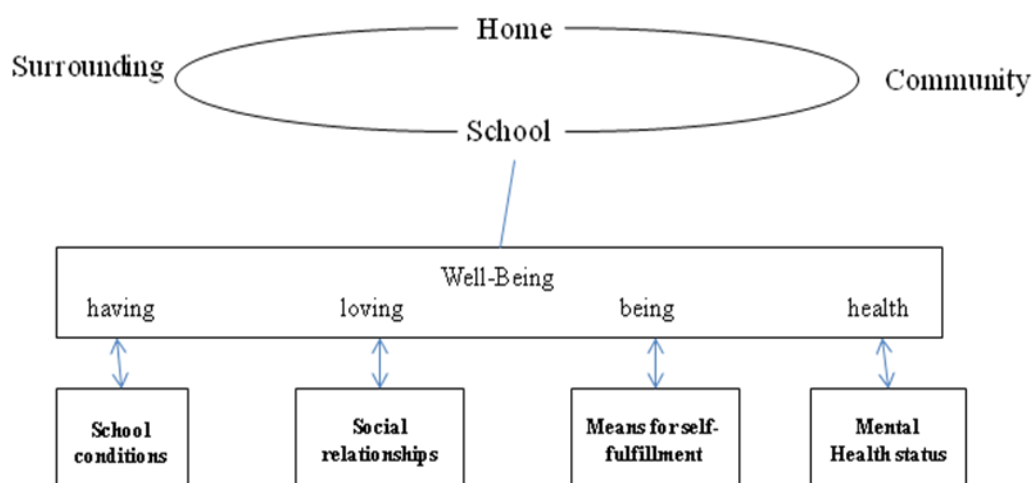 Home
Surrounding
Community
School
Well-Being
having loving being health
School
conditions
Social
relationships
Means for self-
fulfillment
Mental
Health status